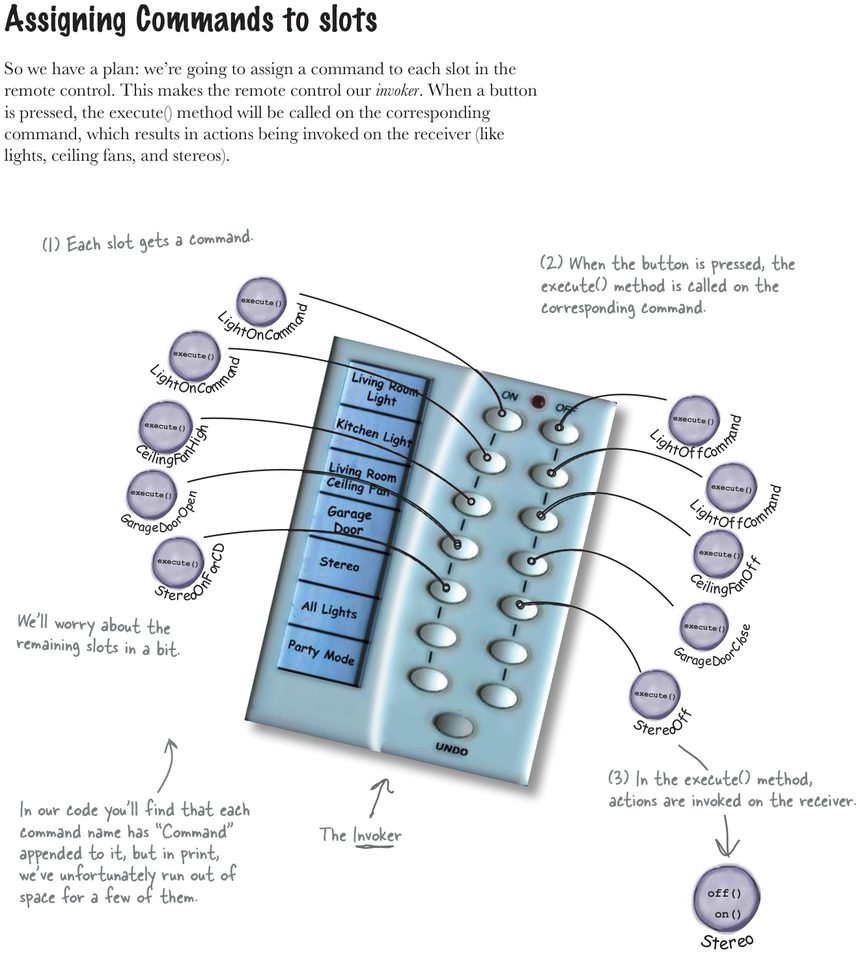 Assigning Commands to slots
So we have a plan: we're going to assign a command to each slot in the
remote control. This makes the remote control our invoker. When a button
is pressed, the execute() method will be called on the corresponding
command, which results in actions being invoked on the receiver (like
lights, ceiling fans, and stereos).
(1) Each slot gets a command.
(2) When the button is pressed, the
execute() method is called on the
corresponding command.
execute()
LightOnCommand
execute()
LightOnCommand
execute()
CeilingFanHigh
execute()
GarageDoorOpen
execute()
StereoOnForCD
We'll worry about the
remaining slots in a bit.
Living Room
Light
Kitchen Light
Living Room
Ceiling Fan
Garage
Door
Stereo
All Lights
Party Mode
ON
OFF
UNDO
execute()
LightOffCommand
execute()
LightOffCommand
execute()
CeilingFanOff
execute()
GarageDoorClose
execute()
StereoOff
In our code you'll find that each
command name has "Command"
appended to it, but in print,
we've unfortunately run out of
space for a few of them.
The Invoker
(3) In the execute() method,
actions are invoked on the receiver.
off()
on()
Stereo